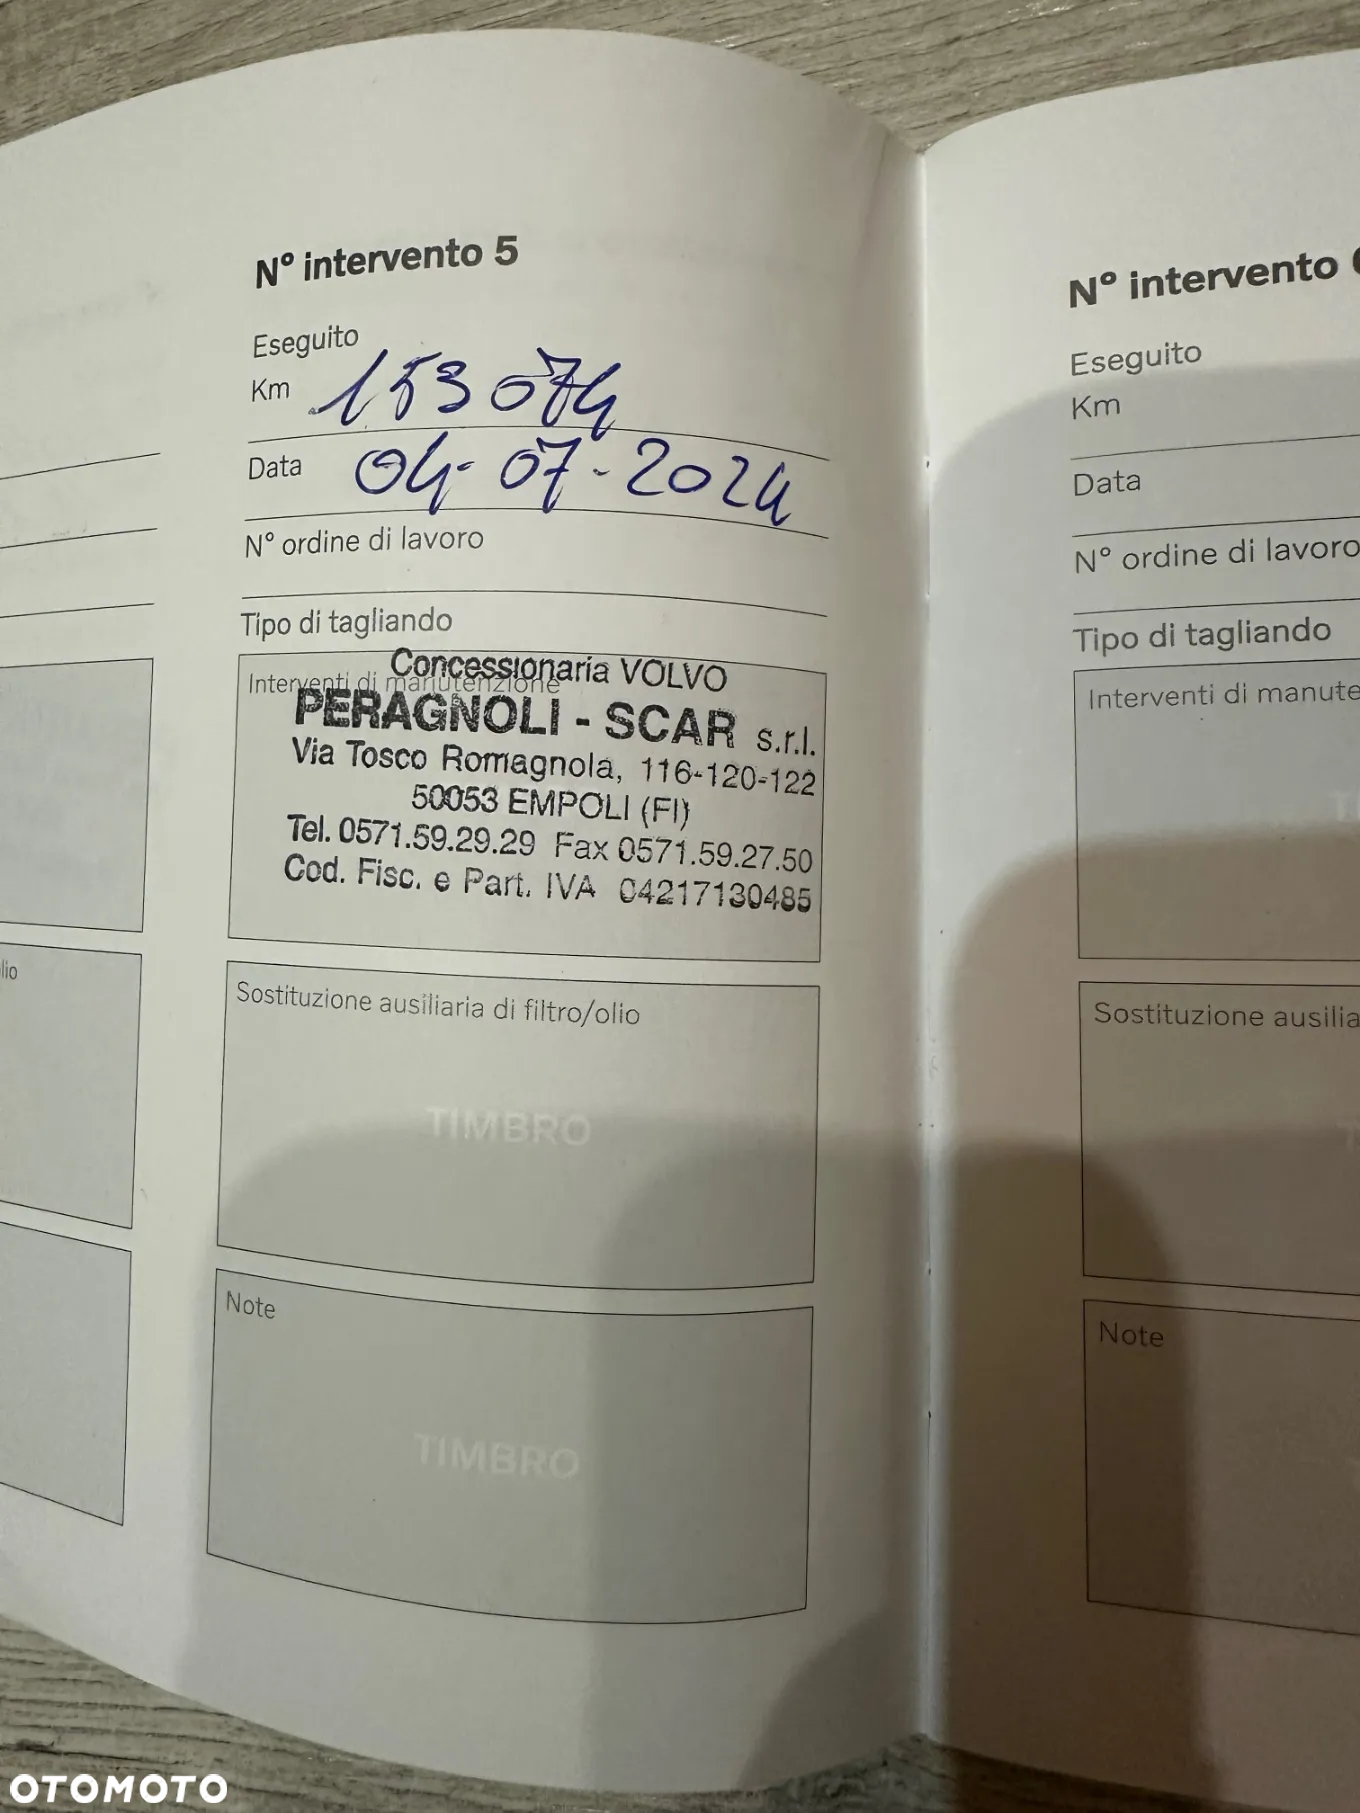 lio
N° intervento 5
Eseguito
Km 153 074
Data 04-07-2024
N° ordine di lavoro
Tipo di tagliando
Interventi di manutenzione
Concessionaria VOLVO
PERAGNOLI - SCAR s.r.l.
Via Tosco Romagnola, 116-120-122
50053 EMPOLI (FI)
Tel. 0571.59.29.29 Fax 0571.59.27.50
Cod. Fisc. e Part. IVA 04217130485
Sostituzione ausiliaria di filtro/olio
TIMBRO
Note
TIMBRO
N° intervento
Eseguito
Km
Data
N° ordine di lavoro
Tipo di tagliando
Interventi di manute
Sostituzione ausilia
Note
OTOMOTO